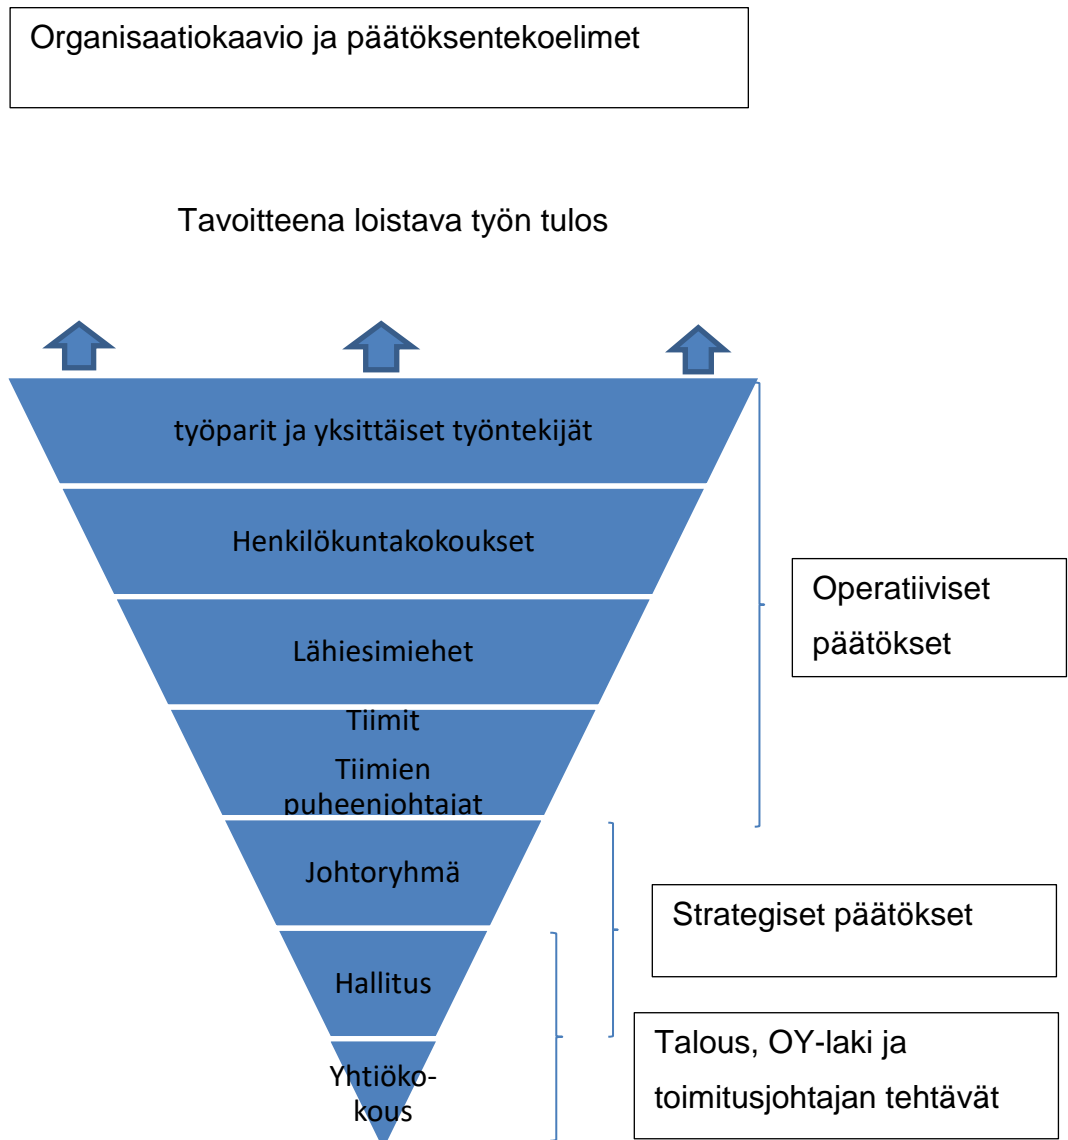 Organisaatiokaavio ja päätöksentekoelimet
Tavoitteena loistava työn tulos
työparit ja yksittäiset työntekijät
Henkilökuntakokoukset
Lähiesimiehet
Tiimit
Tiimien
puheenjohtajat
Johtoryhmä
Hallitus
Yhtiöko-
kous
Operatiiviset
päätökset
Strategiset päätökset
Talous, OY-laki ja
toimitusjohtajan tehtävät